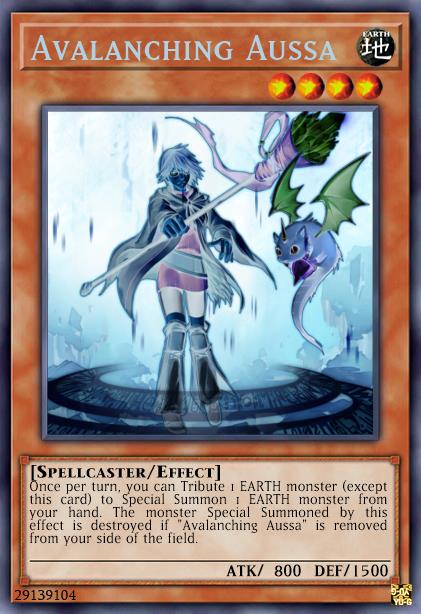 Avalanching Aussa
EARTH
地
[Spellcaster/Effect]
Once per turn, you can Tribute 1 EARTH monster (except
this card) to Special Summon 1 EARTH monster from
your hand. The monster Special Summoned by this
effect is destroyed if "Avalanching Aussa" is removed
from your side of the field.
ATK/ 800 DEF/1500
29139104